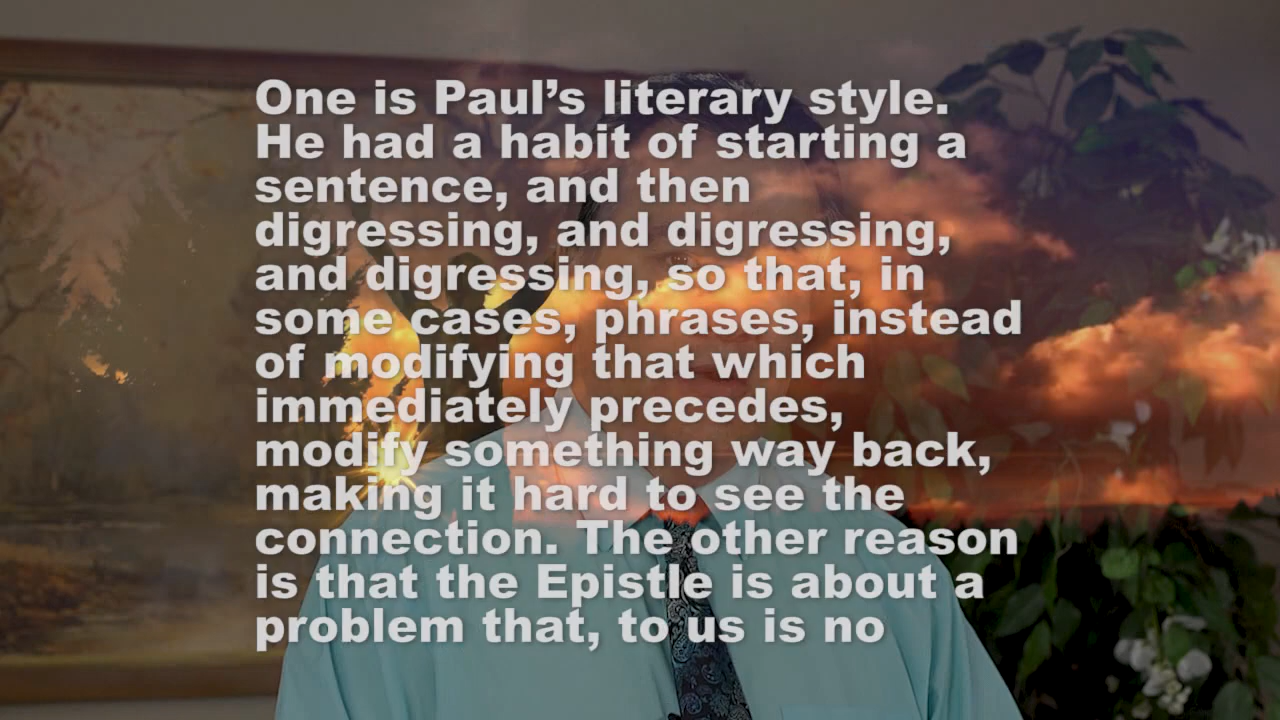 One is Paul’s literary style.
He had a habit of starting a
sentence, and then
digressing, and digressing,
and digressing, so that, in
some cases, phrases, instead
of modifying that which
immediately precedes,
modify something way back,
making it hard to see the
connection. The other reason
is that the Epistle is about a
problem that, to us is no